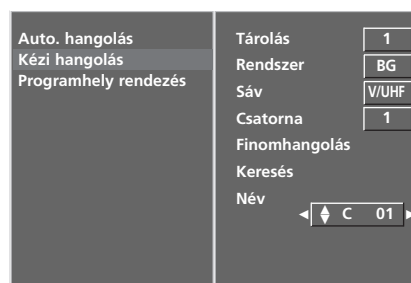 Auto. hangolás
Kézi hangolás
Programhely rendezés
Tárolás 1
Rendszer BG
Sáv V/UHF
Csatorna 1
Finomhangolás
Keresés
Név
C 01